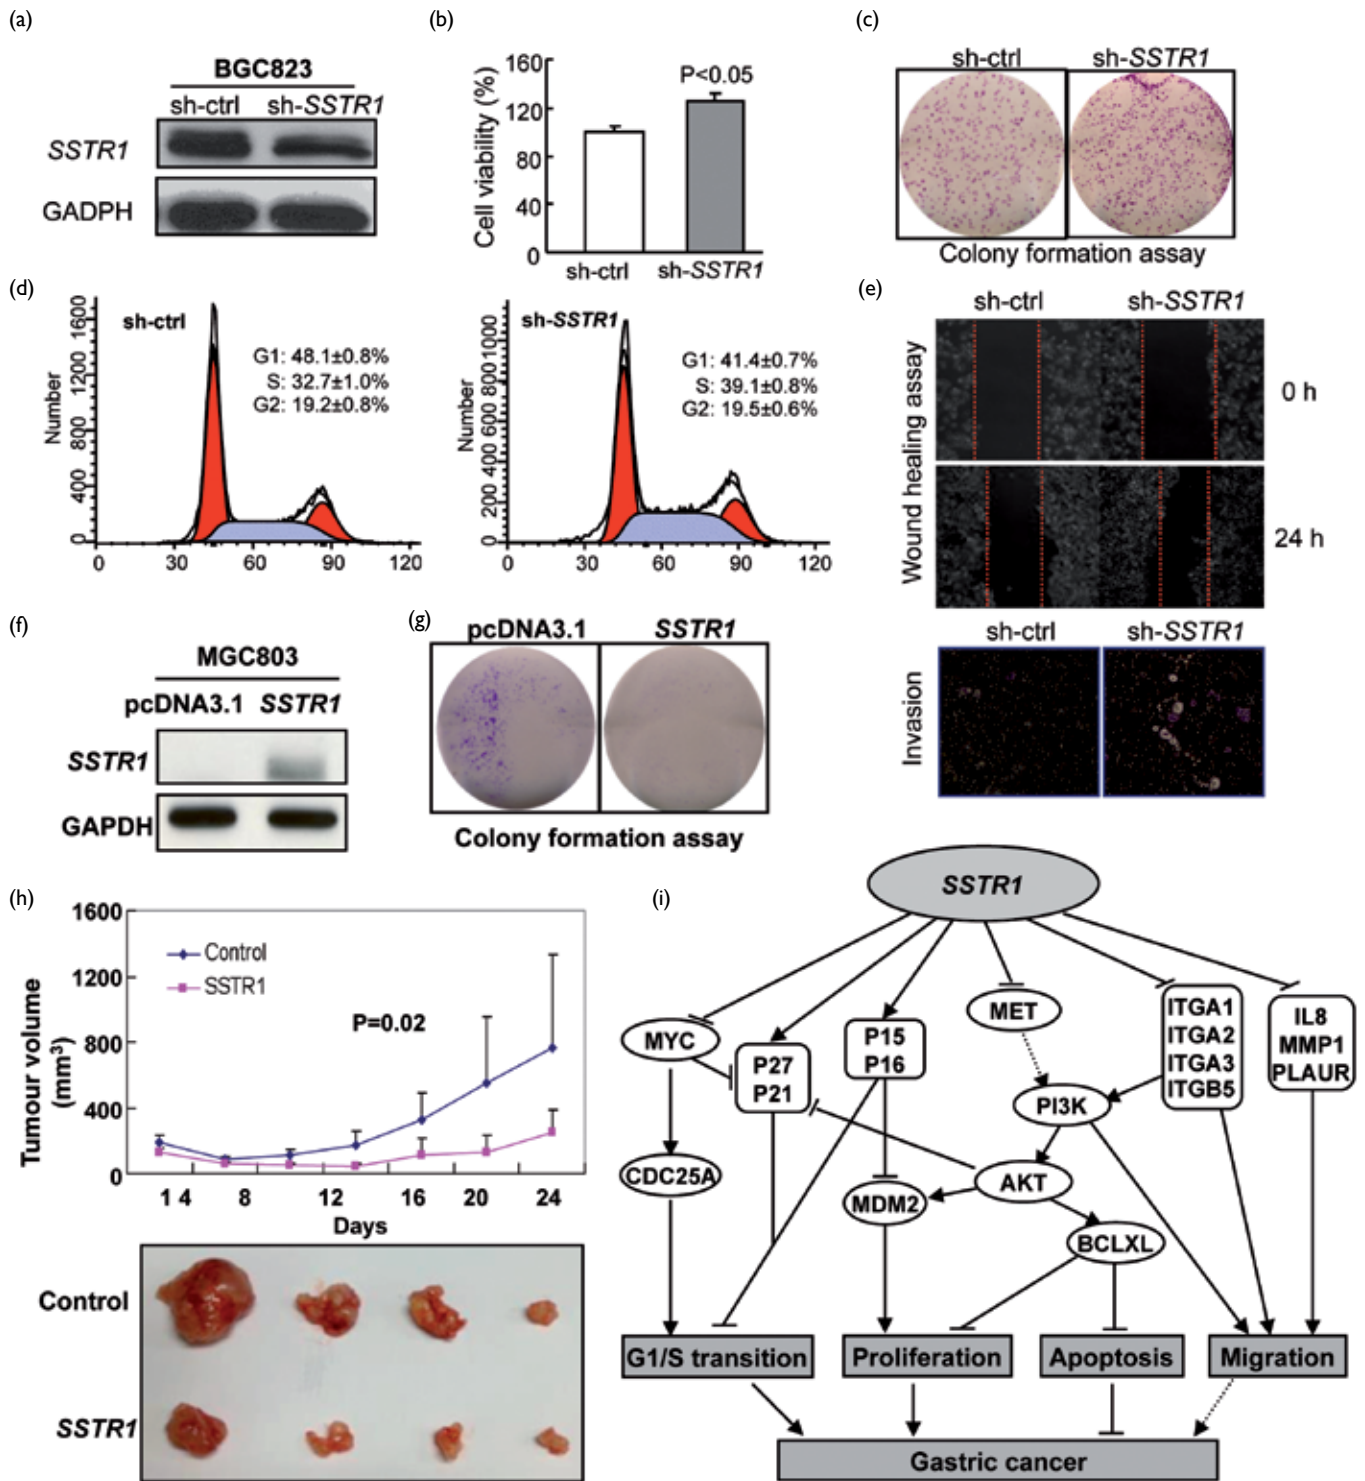 (a)
BGC823
sh-ctrl sh-SSTR1
SSTR1
GADPH
(b)
Cell viability (%)
160
120
80
40
0
P<0.05
sh-ctrl sh-SSTR1
(c)
sh-ctrl sh-SSTR1
Colony formation assay
(d)
Number
1600
1200
800
400
0
sh-ctrl
G1: 48.1±0.8%
S: 32.7±1.0%
G2: 19.2±0.8%
0 30 60 90 120
Number
1000
800
600
400
200
0
sh-SSTR1
G1: 41.4±0.7%
S: 39.1±0.8%
G2: 19.5±0.6%
0 30 60 90 120
(e)
sh-ctrl sh-SSTR1
Wound healing assay
0 h
24 h
sh-ctrl sh-SSTR1
Invasion
(f)
MGC803
pcDNA3.1 SSTR1
SSTR1
GAPDH
(g)
pcDNA3.1 SSTR1
Colony formation assay
(h)
Tumour volume
(mm³)
1600
1200
800
400
0
Control
SSTR1
P=0.02
1 4 8 12 16 20 24
Days
Control
SSTR1
(i)
SSTR1
MYC
P27
P21
P15
P16
MET
ITGA1
ITGA2
ITGA3
ITGB5
IL8
MMP1
PLAUR
PI3K
CDC25A
MDM2
AKT
BCLXL
G1/S transition
Proliferation
Apoptosis
Migration
Gastric cancer